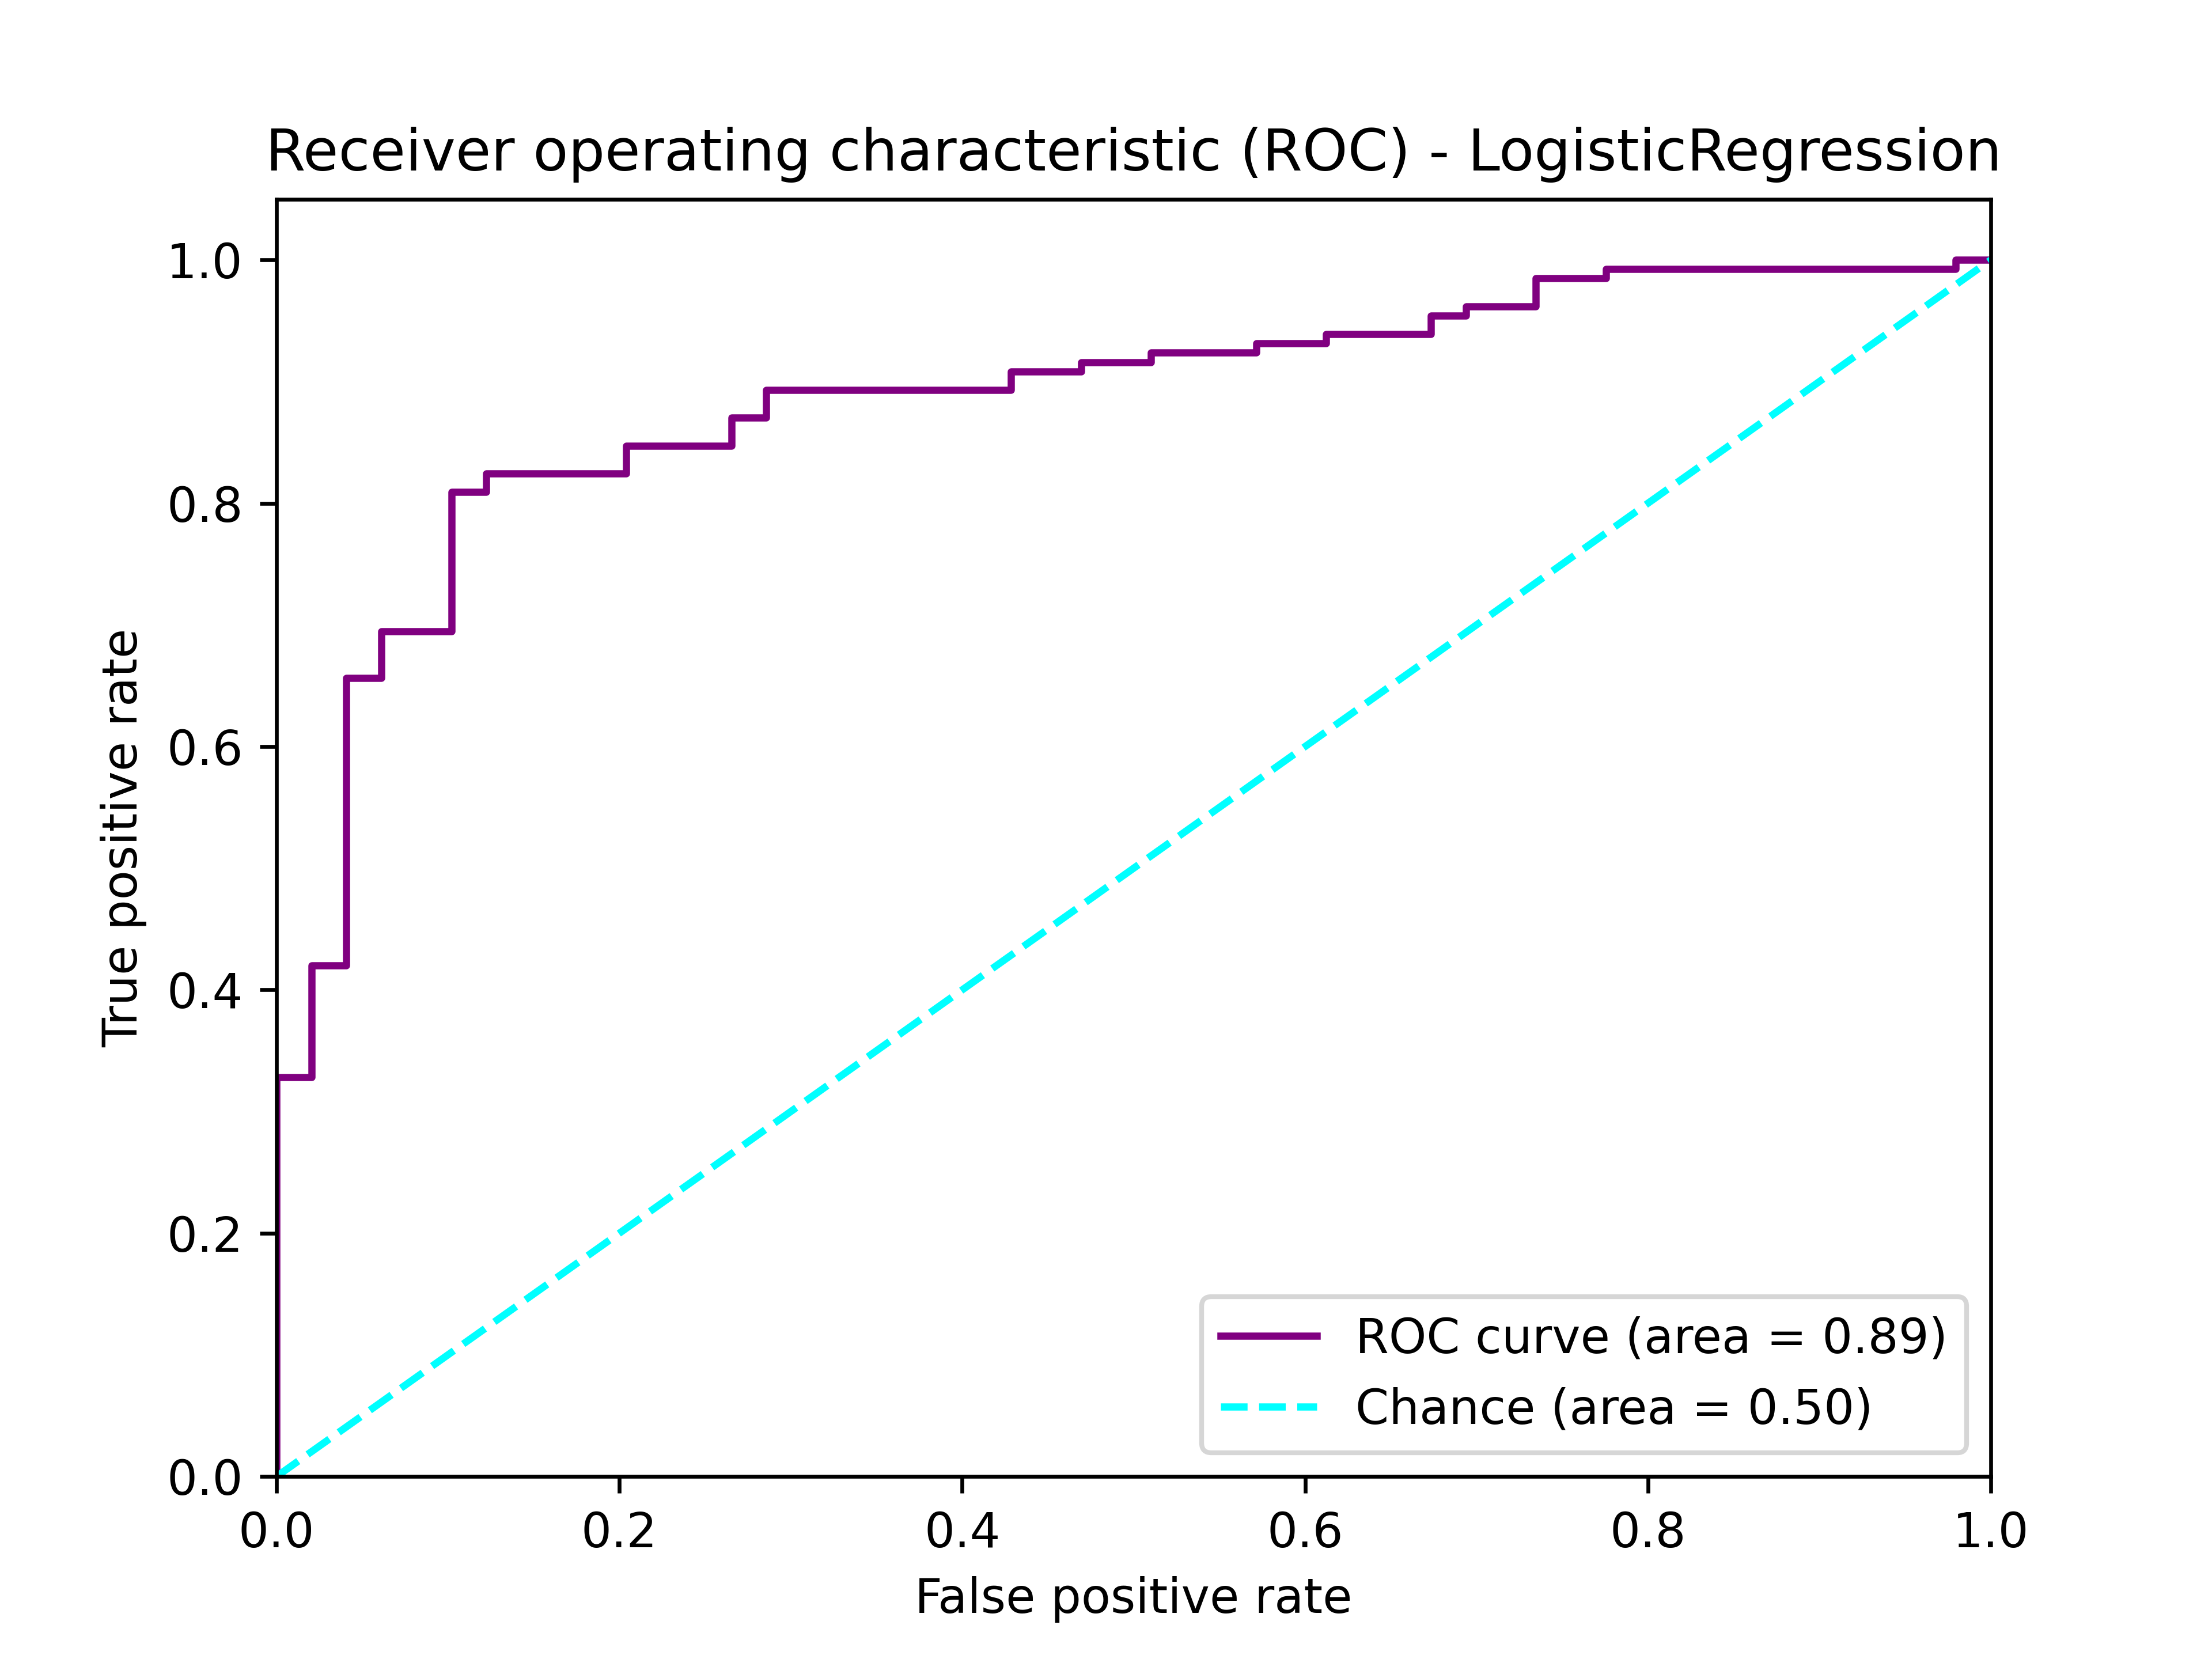 Receiver operating characteristic (ROC) - LogisticRegression
1.0
0.8
0.6
0.4
0.2
0.0
True positive rate
0.0 0.2 0.4 0.6 0.8 1.0
False positive rate
ROC curve (area = 0.89)
Chance (area = 0.50)